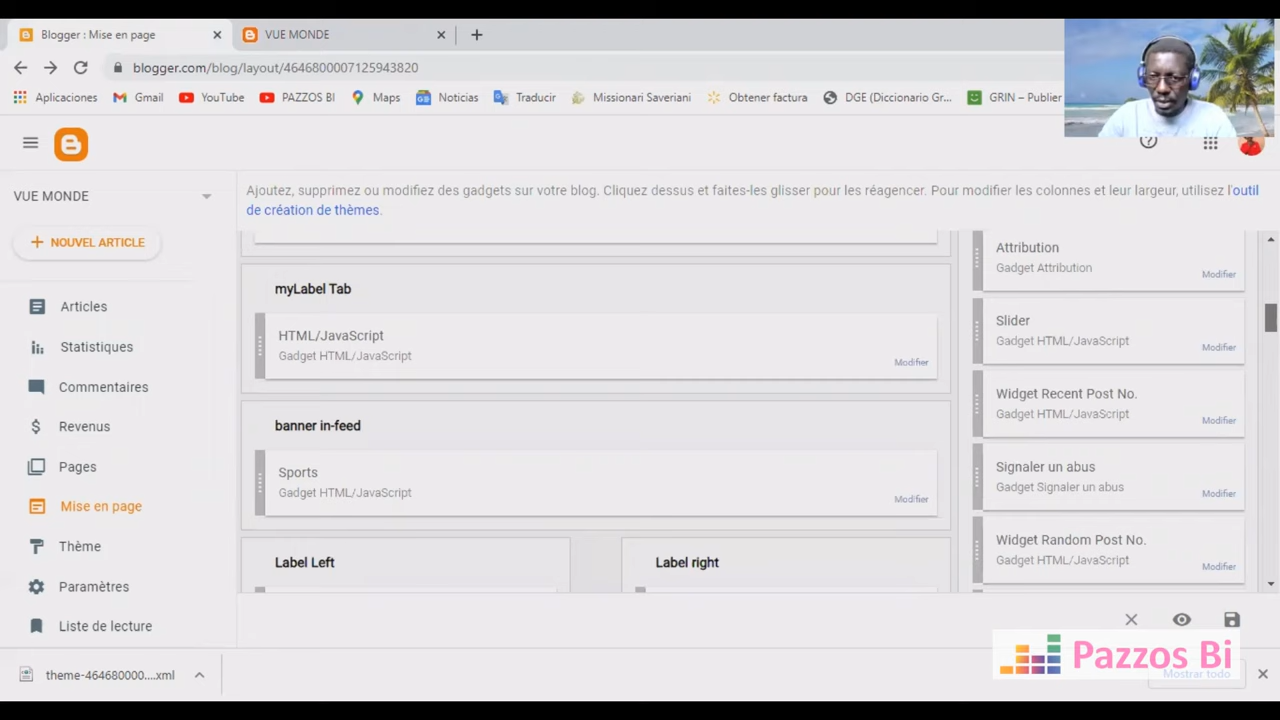 Blogger : Mise en page
VUE MONDE
blogger.com/blog/layout/4646800007125943820
Aplicaciones
Gmail
YouTube
PAZZOS BI
Maps
Noticias
Traducir
Missionari Saveriani
Obtener factura
DGE (Diccionario Gr...
GRIN – Publier
VUE MONDE
NOUVEL ARTICLE
Articles
Statistiques
Commentaires
Revenus
Pages
Mise en page
Thème
Paramètres
Liste de lecture
Ajoutez, supprimez ou modifiez des gadgets sur votre blog. Cliquez dessus et faites-les glisser pour les réagencer. Pour modifier les colonnes et leur largeur, utilisez l'outil
de création de thèmes.
myLabel Tab
HTML/JavaScript
Gadget HTML/JavaScript
Modifier
banner in-feed
Sports
Gadget HTML/JavaScript
Modifier
Label Left
Label right
Attribution
Gadget Attribution
Modifier
Slider
Gadget HTML/JavaScript
Modifier
Widget Recent Post No.
Gadget HTML/JavaScript
Modifier
Signaler un abus
Gadget Signaler un abus
Modifier
Widget Random Post No.
Gadget HTML/JavaScript
Modifier
Pazzos Bi
theme-464680000....xml
Mostrar todo